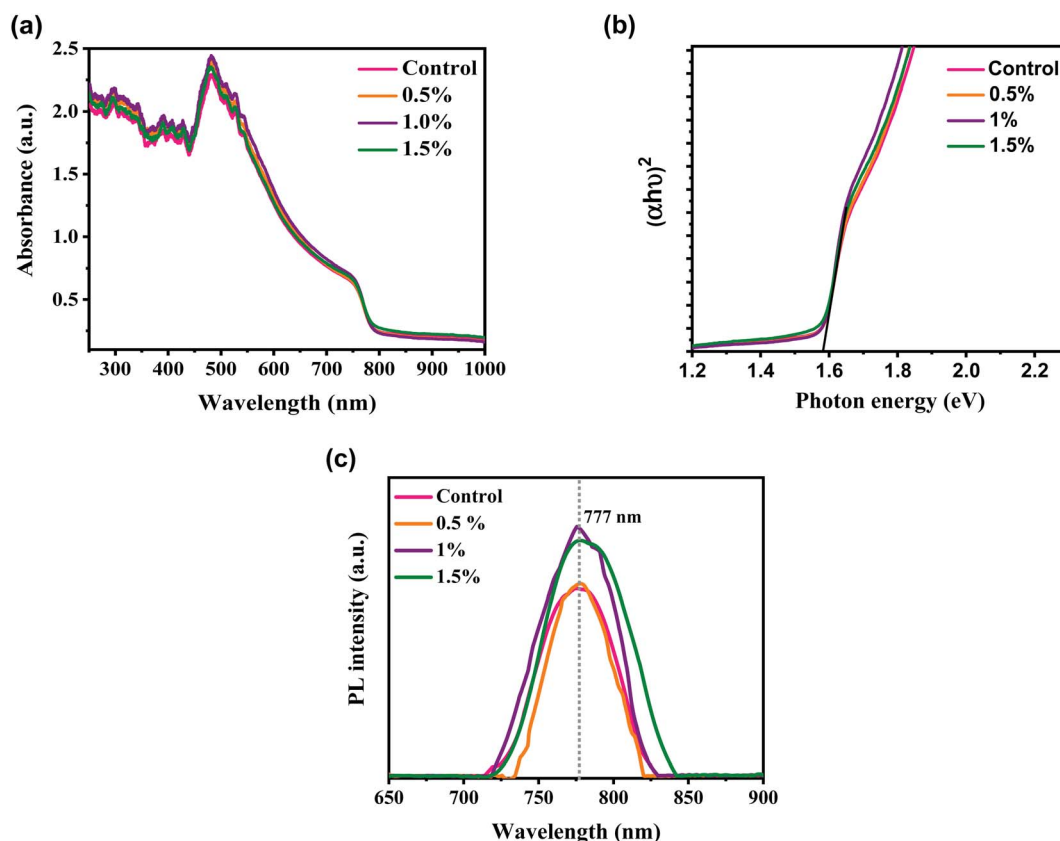 (a)
2.5
2.0
1.5
1.0
0.5
Absorbance (a.u.)
Control
0.5%
1.0%
1.5%
300 400 500 600 700 800 900 1000
Wavelength (nm)
(b)
(αhυ)²
Control
0.5%
1%
1.5%
1.2 1.4 1.6 1.8 2.0 2.2
Photon energy (eV)
(c)
PL intensity (a.u.)
Control
0.5 %
1%
1.5%
777 nm
650 700 750 800 850 900
Wavelength (nm)